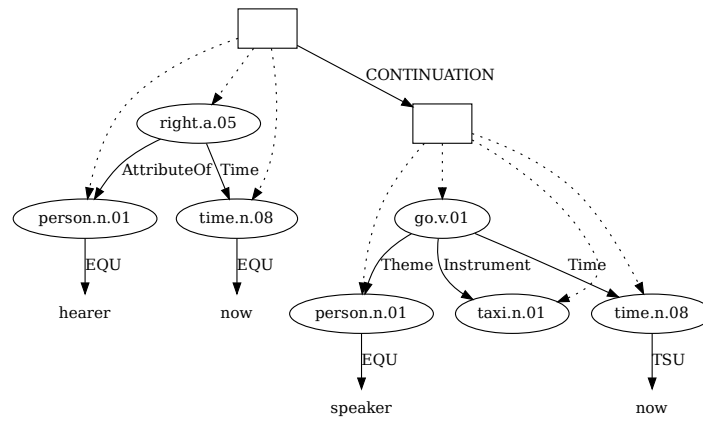 CONTINUATION
right.a.05
AttributeOf Time
person.n.01 time.n.08 go.v.01
EQU EQU Theme Instrument Time
hearer now person.n.01 taxi.n.01 time.n.08
EQU TSU
speaker now